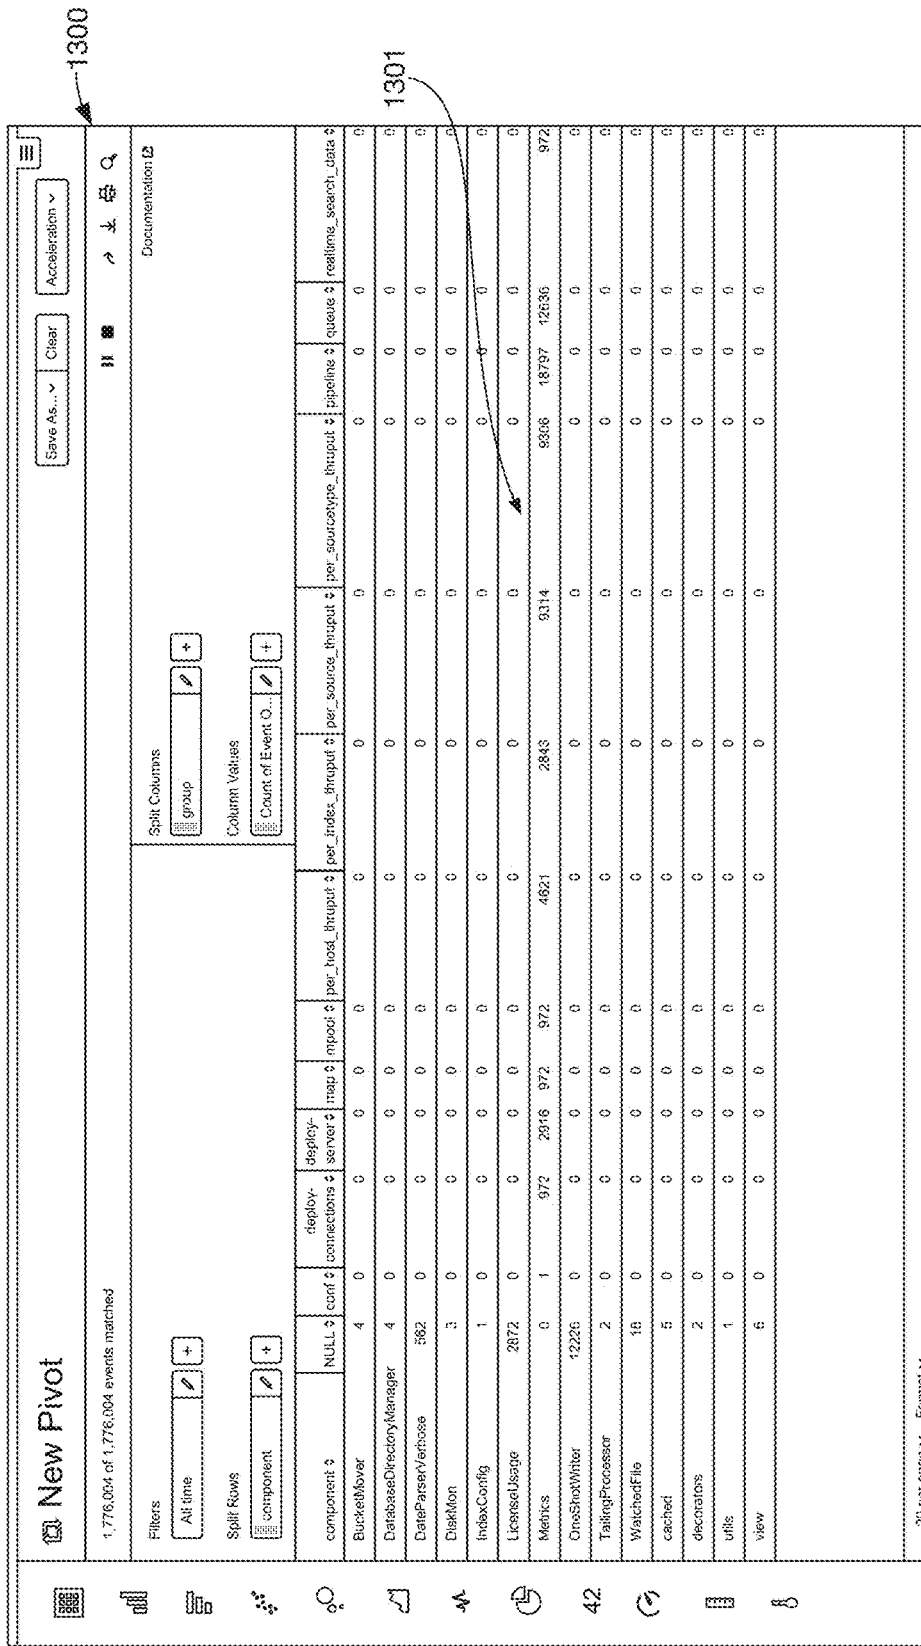 1300
1301
New Pivot
Save As... Clear Acceleration
1,776,004 of 1,776,004 events matched
Filters
Split Columns
Documentation
All time
group
+
+
Split Rows
Column Values
component
Count of Event O...
+
+
component NULL conf deploy-connections deploy-server map mpool per_host_thruput per_index_thruput per_source_thruput per_sourcetype_thruput pipeline queue realtime_search_data
BucketMover 4 0 0 0 0 0 0 0 0 0 0 0 0
DatabaseDirectoryManager 4 0 0 0 0 0 0 0 0 0 0 0 0
DateParserVerbose 562 0 0 0 0 0 0 0 0 0 0 0 0
DiskMon 3 0 0 0 0 0 0 0 0 0 0 0 0
IndexConfig 1 0 0 0 0 0 0 0 0 0 0 0 0
LicenseUsage 2872 0 0 0 0 0 0 0 0 0 0 0 0
Metrics 0 1 972 2916 972 972 4621 2843 9314 9306 18797 12636 972
OneShotWriter 12226 0 0 0 0 0 0 0 0 0 0 0 0
TailingProcessor 2 0 0 0 0 0 0 0 0 0 0 0 0
WatchedFile 18 0 0 0 0 0 0 0 0 0 0 0 0
cached 5 0 0 0 0 0 0 0 0 0 0 0 0
decorators 2 0 0 0 0 0 0 0 0 0 0 0 0
utils 1 0 0 0 0 0 0 0 0 0 0 0 0
view 6 0 0 0 0 0 0 0 0 0 0 0 0
42